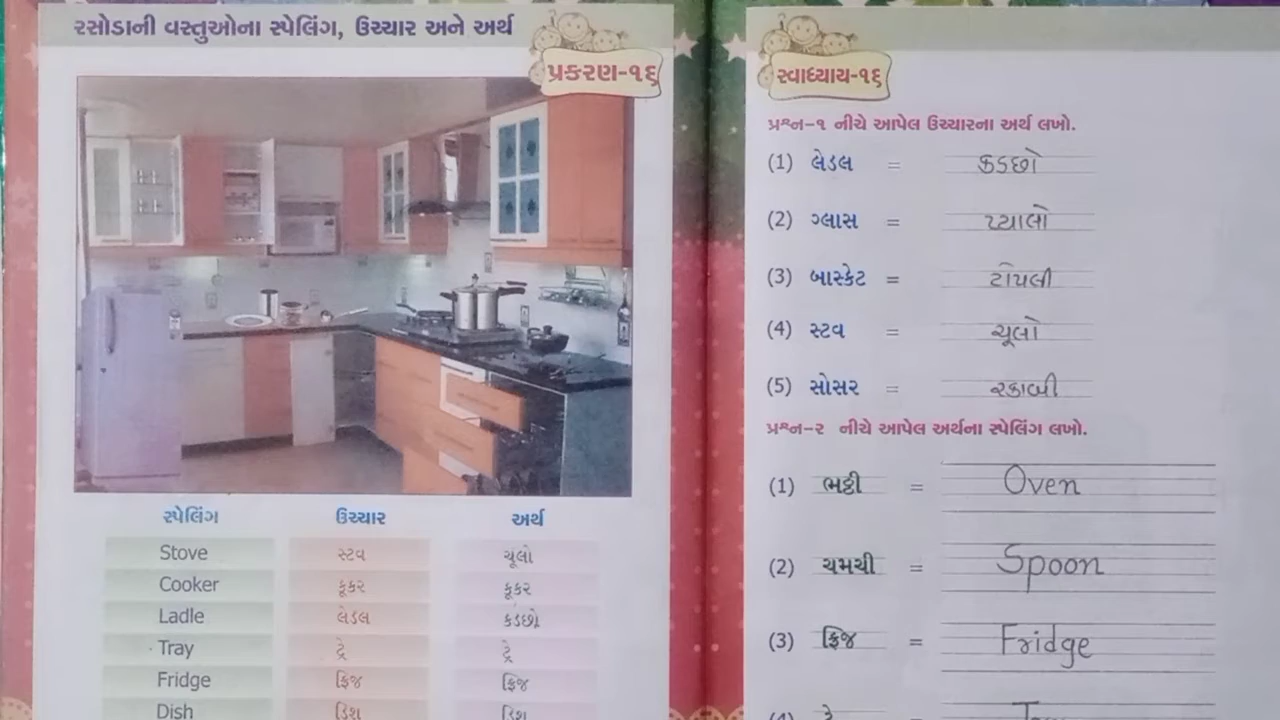 રસોડાની વસ્તુઓના સ્પેલિંગ, ઉચ્ચાર અને અર્થ
પ્રકરણ-૧૬
સ્પેલિંગ ઉચ્ચાર અર્થ
Stove સ્ટવ ચૂલો
Cooker કૂકર કૂકર
Ladle લેડલ કડછો
Tray ટ્રે ટ્રે
Fridge ફ્રિજ ફ્રિજ
Dish ડિશ ડિશ
સ્વાધ્યાય-૧૬
પ્રશ્ન-૧ નીચે આપેલ ઉચ્ચારના અર્થ લખો.
(1) લેડલ = કડછો
(2) ગ્લાસ = પ્યાલો
(3) બાસ્કેટ = ટોપલી
(4) સ્ટવ = ચૂલો
(5) સોસર = રકાબી
પ્રશ્ન-૨ નીચે આપેલ અર્થના સ્પેલિંગ લખો.
(1) ભઠ્ઠી = Oven
(2) ચમચી = Spoon
(3) ફ્રિજ = Fridge